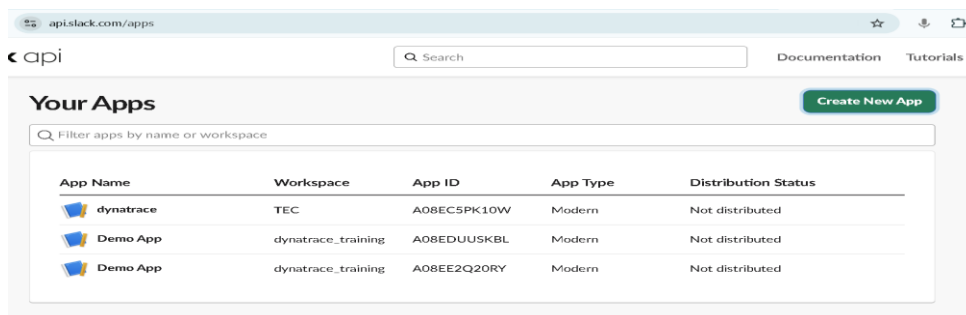 api.slack.com/apps
api
Search
Documentation Tutorials
Your Apps
Create New App
Filter apps by name or workspace
App Name Workspace App ID App Type Distribution Status
dynatrace TEC A08EC5PK10W Modern Not distributed
Demo App dynatrace_training A08EDUUSKBL Modern Not distributed
Demo App dynatrace_training A08EE2Q20RY Modern Not distributed